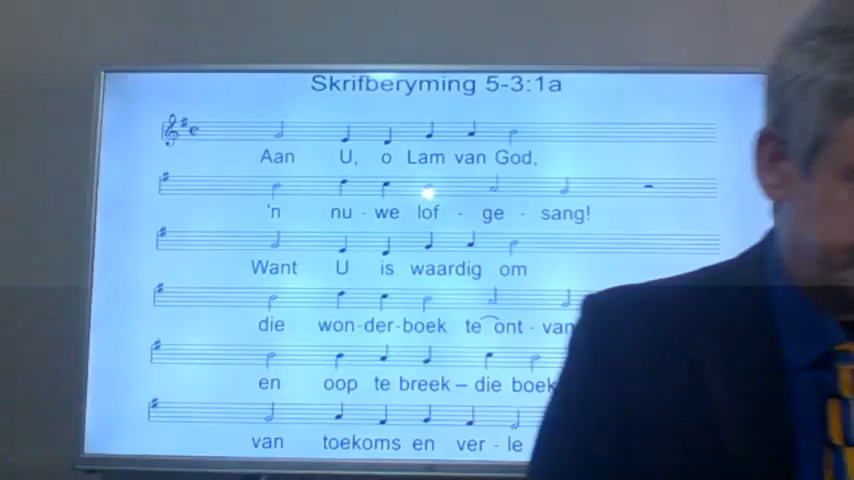 Skrifberyming 5-3:1a
Aan U, o Lam van God,
'n nu - we lof - ge - sang!
Want U is waardig om
die won-der-boek te ont - van
en oop te breek – die boek
van toekoms en ver - le